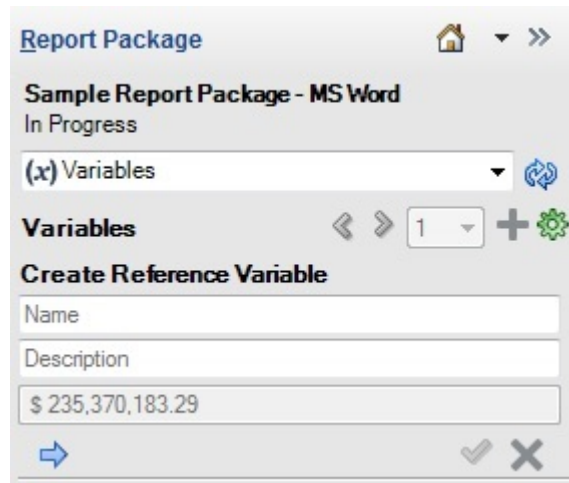 Report Package
Sample Report Package - MS Word
In Progress
(x) Variables
Variables 1
Create Reference Variable
Name
Description
$ 235,370,183.29